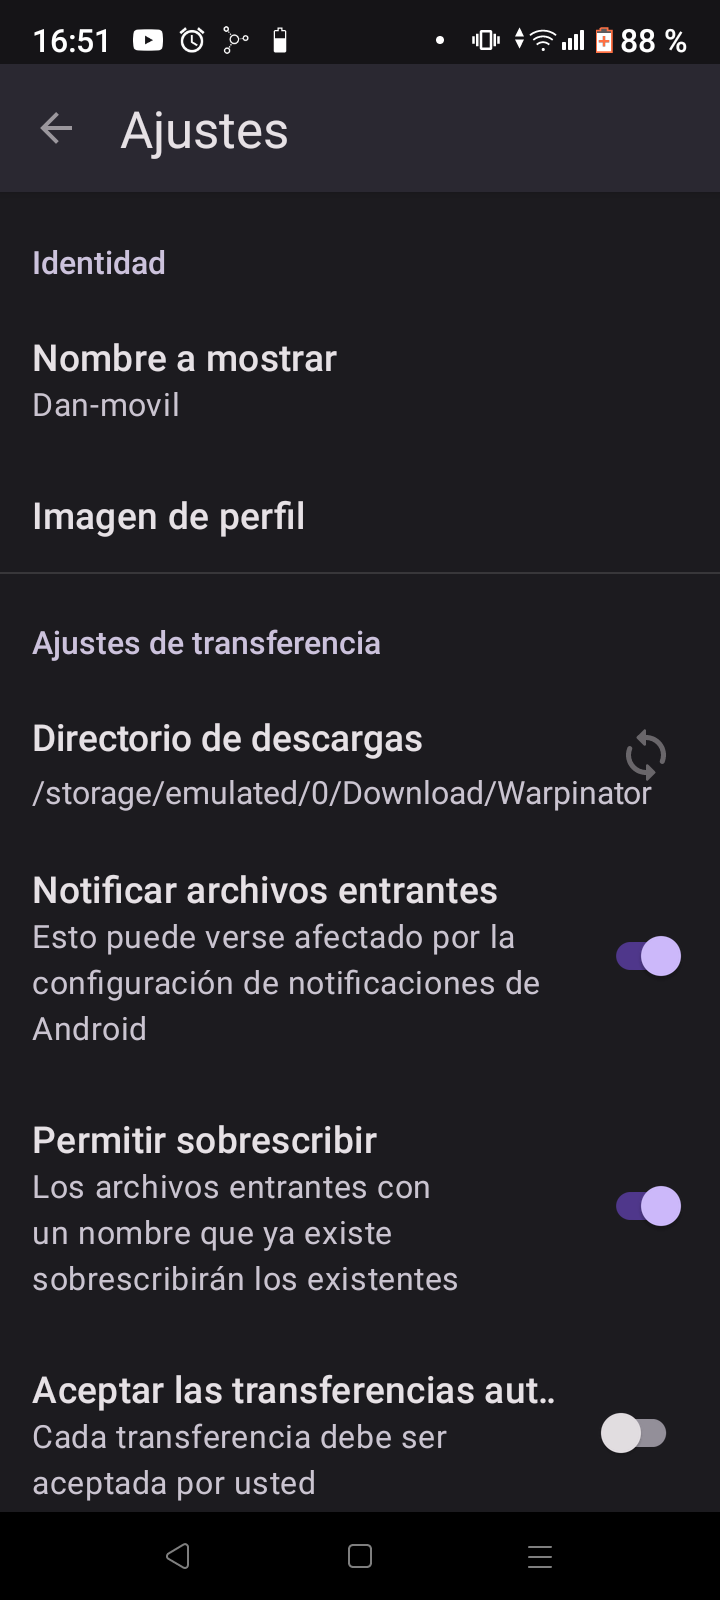 16:51
88 %
Ajustes
Identidad
Nombre a mostrar
Dan-movil
Imagen de perfil
Ajustes de transferencia
Directorio de descargas
/storage/emulated/0/Download/Warpinator
Notificar archivos entrantes
Esto puede verse afectado por la
configuración de notificaciones de
Android
Permitir sobrescribir
Los archivos entrantes con
un nombre que ya existe
sobrescribirán los existentes
Aceptar las transferencias aut..
Cada transferencia debe ser
aceptada por usted